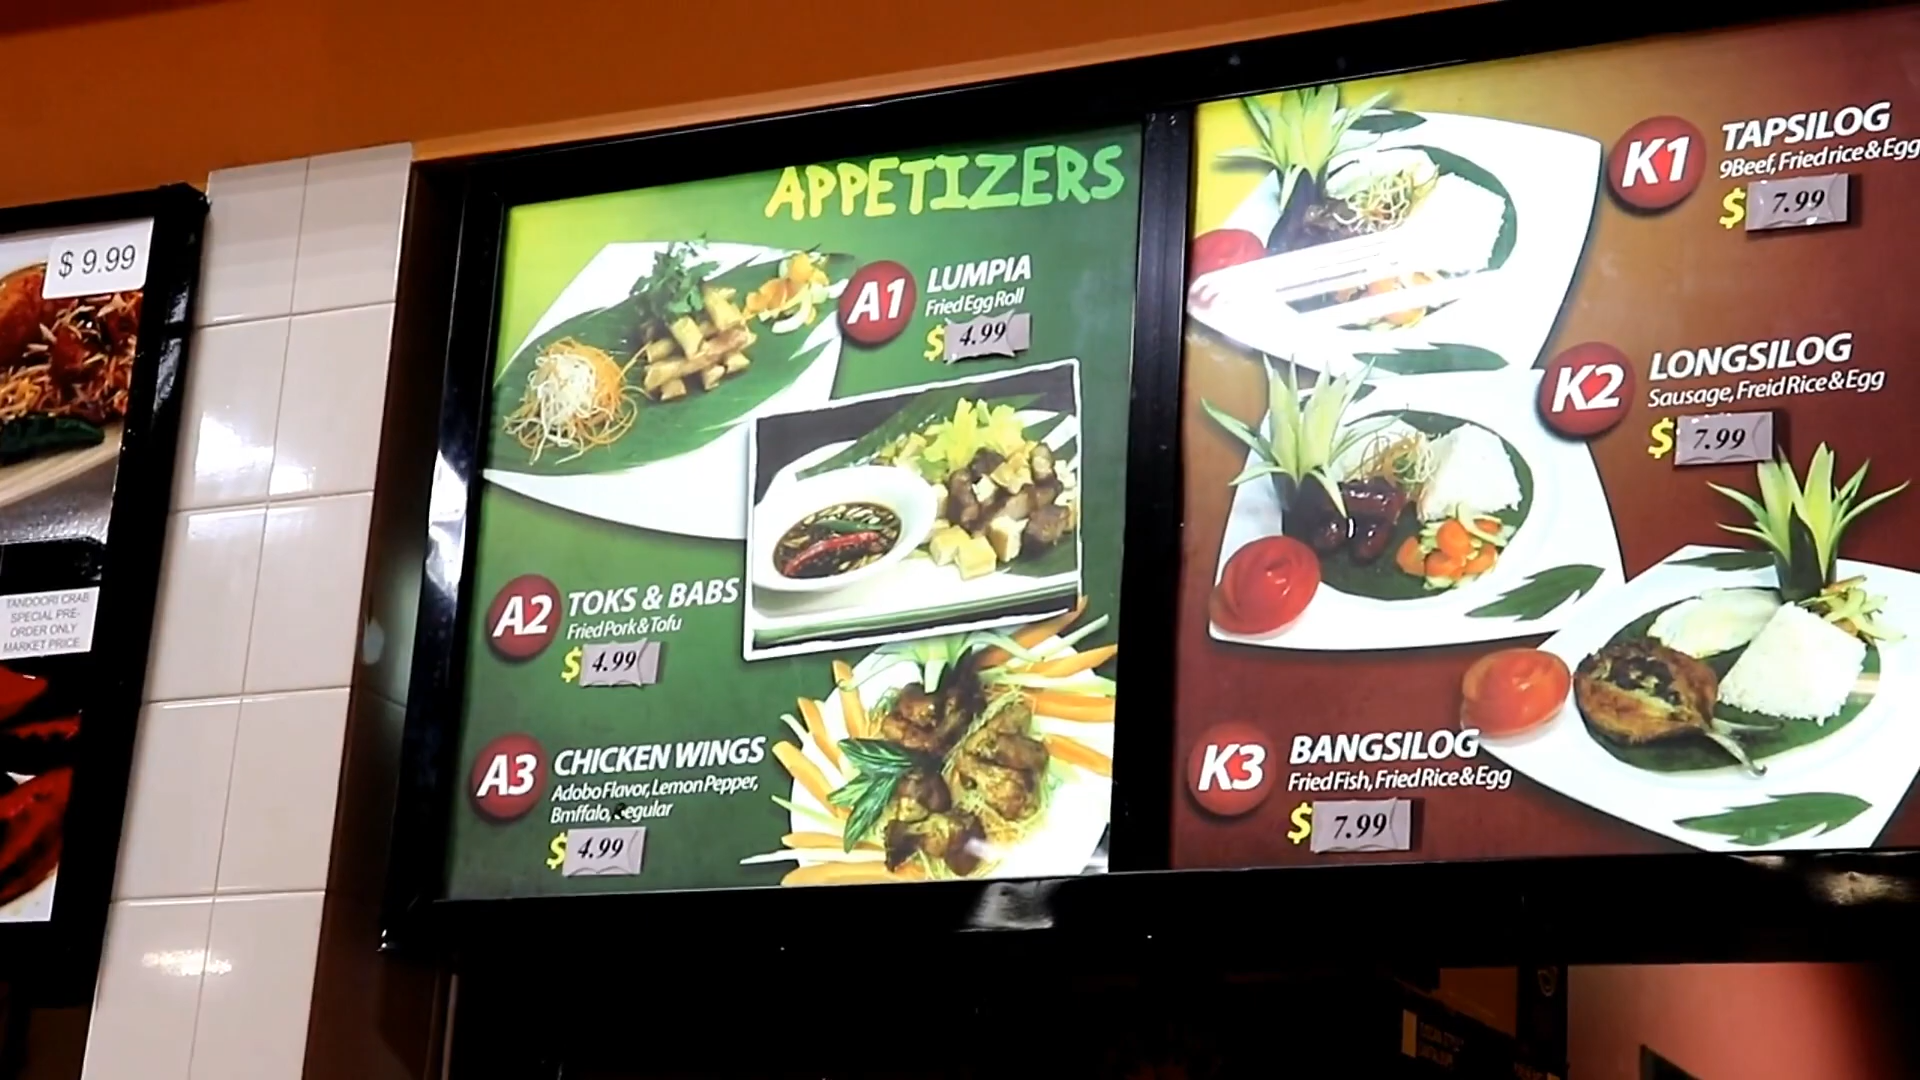 $ 9.99
TANDOORI CRAB
SPECIAL PRE-
ORDER ONLY
MARKET PRICE
APPETIZERS
A1
LUMPIA
Fried Egg Roll
$ 4.99
A2
TOKS & BABS
Fried Pork & Tofu
$ 4.99
A3
CHICKEN WINGS
Adobo Flavor, Lemon Pepper,
Bmffalo, egular
$ 4.99
K1
TAPSILOG
9Beef, Fried rice & Egg
$ 7.99
K2
LONGSILOG
Sausage, Freid Rice & Egg
$ 7.99
K3
BANGSILOG
Fried Fish, Fried Rice & Egg
$ 7.99